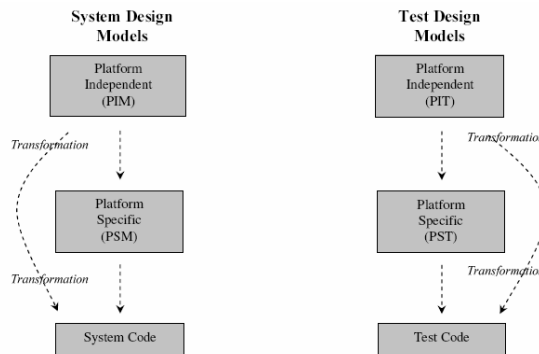 System Design
Models
Test Design
Models
Platform
Independent
(PIM)
Platform
Independent
(PIT)
Transformation
Transformation
Platform
Specific
(PSM)
Platform
Specific
(PST)
Transformation
Transformation
System Code
Test Code